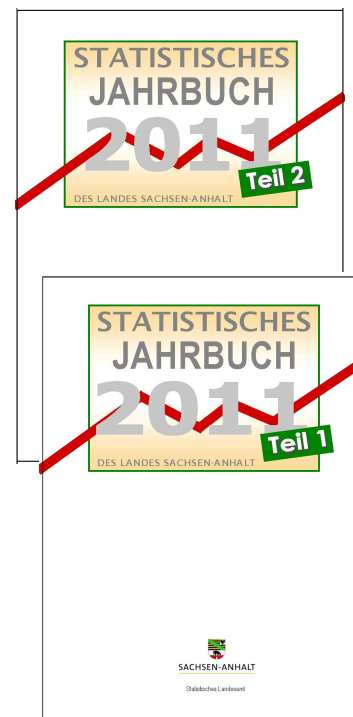 STATISTISCHES
JAHRBUCH
2011
Teil 2
DES LANDES SACHSEN-ANHALT
STATISTISCHES
JAHRBUCH
2011
Teil 1
DES LANDES SACHSEN-ANHALT
SACHSEN-ANHALT
Statistisches Landesamt